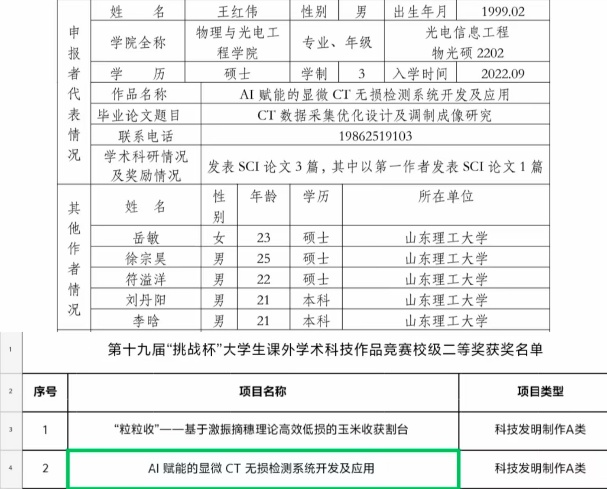 姓 名 王红伟 性别 男 出生年月 1999.02
学院全称 物理与光电工程学院 专业、年级 光电信息工程 物光硕 2202
学 历 硕士 学制 3 入学时间 2022.09
申报者代表情况
作品名称 AI 赋能的显微 CT 无损检测系统开发及应用
毕业论文题目 CT 数据采集优化设计及调制成像研究
联系电话 19862519103
学术科研情况及奖励情况 发表 SCI 论文 3 篇，其中以第一作者发表 SCI 论文 1 篇
其他作者情况
姓 名 性别 年龄 学历 所在单位
岳敏 女 23 硕士 山东理工大学
徐宗昊 男 25 硕士 山东理工大学
符溢洋 男 22 硕士 山东理工大学
刘丹阳 男 21 本科 山东理工大学
李晗 男 21 本科 山东理工大学
1 第十九届“挑战杯”大学生课外学术科技作品竞赛校级二等奖获奖名单
2 序号 项目名称 项目类型
3 1 “粒粒收”——基于激振摘穗理论高效低损的玉米收获割台 科技发明制作A类
4 2 AI 赋能的显微 CT 无损检测系统开发及应用 科技发明制作A类